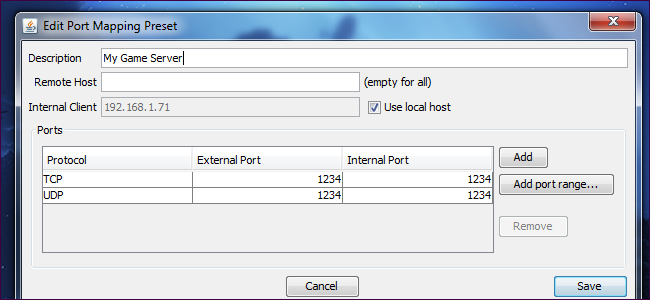 Edit Port Mapping Preset
Description My Game Server
Remote Host (empty for all)
Internal Client 192.168.1.71 Use local host
Ports
Protocol External Port Internal Port Add
TCP 1234 1234
UDP 1234 1234 Add port range...
Remove
Cancel Save